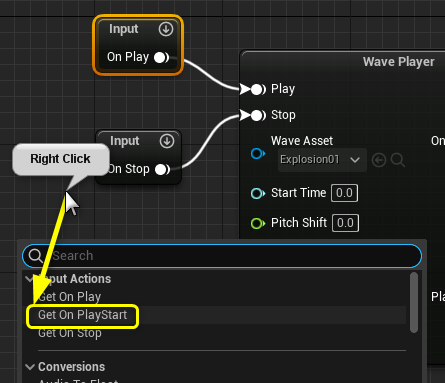 Input
On Play
Wave Player
Play
Stop
Input
On Stop
Right Click
Wave Asset
On
Explosion01
Start Time 0.0
Pitch Shift 0.0
Search
Input Actions
Get On Play
Get On PlayStart
Get On Stop
Pla
Conversions
Audio To Float